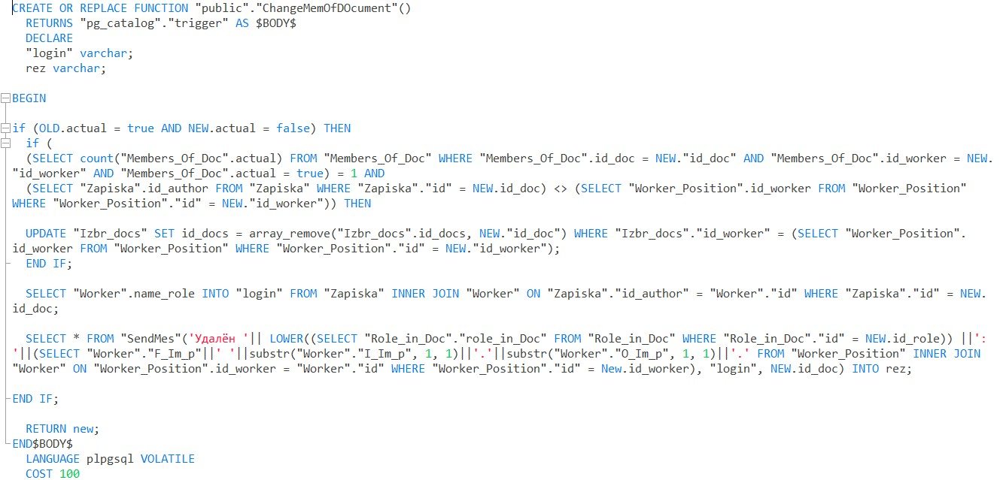 CREATE OR REPLACE FUNCTION "public"."ChangeMemOfDOcument"()
RETURNS "pg_catalog"."trigger" AS $BODY$
DECLARE
"login" varchar;
rez varchar;
BEGIN
if (OLD.actual = true AND NEW.actual = false) THEN
if (
(SELECT count("Members_Of_Doc".actual) FROM "Members_Of_Doc" WHERE "Members_Of_Doc".id_doc = NEW."id_doc" AND "Members_Of_Doc".id_worker = NEW.
"id_worker" AND "Members_Of_Doc".actual = true) = 1 AND
(SELECT "Zapiska".id_author FROM "Zapiska" WHERE "Zapiska"."id" = NEW.id_doc) <> (SELECT "Worker_Position".id_worker FROM "Worker_Position"
WHERE "Worker_Position"."id" = NEW."id_worker")) THEN
UPDATE "Izbr_docs" SET id_docs = array_remove("Izbr_docs".id_docs, NEW."id_doc") WHERE "Izbr_docs"."id_worker" = (SELECT "Worker_Position".
id_worker FROM "Worker_Position" WHERE "Worker_Position"."id" = NEW."id_worker");
END IF;
SELECT "Worker".name_role INTO "login" FROM "Zapiska" INNER JOIN "Worker" ON "Zapiska"."id_author" = "Worker"."id" WHERE "Zapiska"."id" = NEW.
id_doc;
SELECT * FROM "SendMes"('Удалён '|| LOWER((SELECT "Role_in_Doc"."role_in_Doc" FROM "Role_in_Doc" WHERE "Role_in_Doc"."id" = NEW.id_role)) ||':
'||(SELECT "Worker"."F_Im_p"||' '||substr("Worker"."I_Im_p", 1, 1)||'.'||substr("Worker"."O_Im_p", 1, 1)||'.' FROM "Worker_Position" INNER JOIN
"Worker" ON "Worker_Position".id_worker = "Worker"."id" WHERE "Worker_Position"."id" = New.id_worker), "login", NEW.id_doc) INTO rez;
END IF;
RETURN new;
END$BODY$
LANGUAGE plpgsql VOLATILE
COST 100